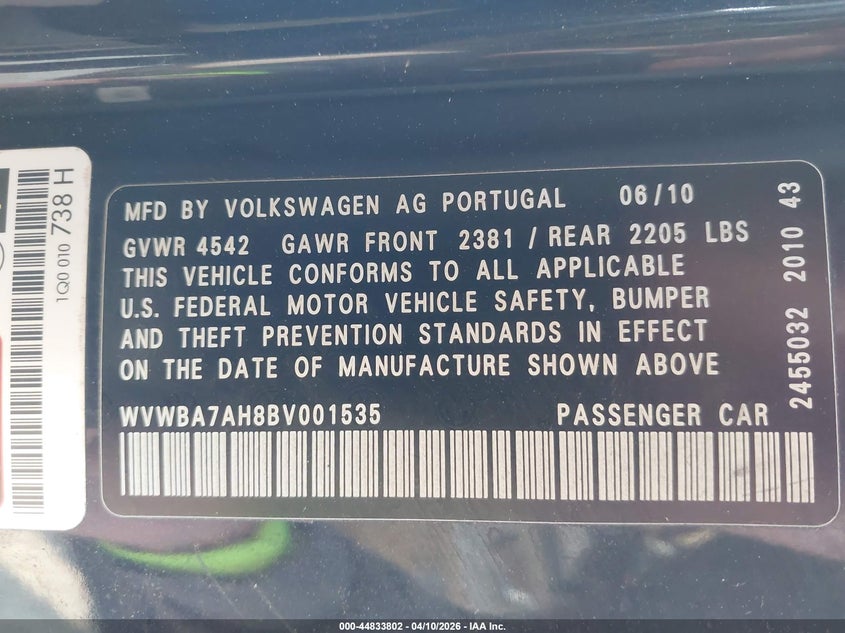 1Q0 010 738 H
MFD BY VOLKSWAGEN AG PORTUGAL 06/10
GVWR 4542 GAWR FRONT 2381 / REAR 2205 LBS
THIS VEHICLE CONFORMS TO ALL APPLICABLE
U.S. FEDERAL MOTOR VEHICLE SAFETY, BUMPER
AND THEFT PREVENTION STANDARDS IN EFFECT
ON THE DATE OF MANUFACTURE SHOWN ABOVE
WVWBA7AH8BV001535 PASSENGER CAR
2455032 2010 43
000-44833802 - 04/10/2026 - IAA Inc.